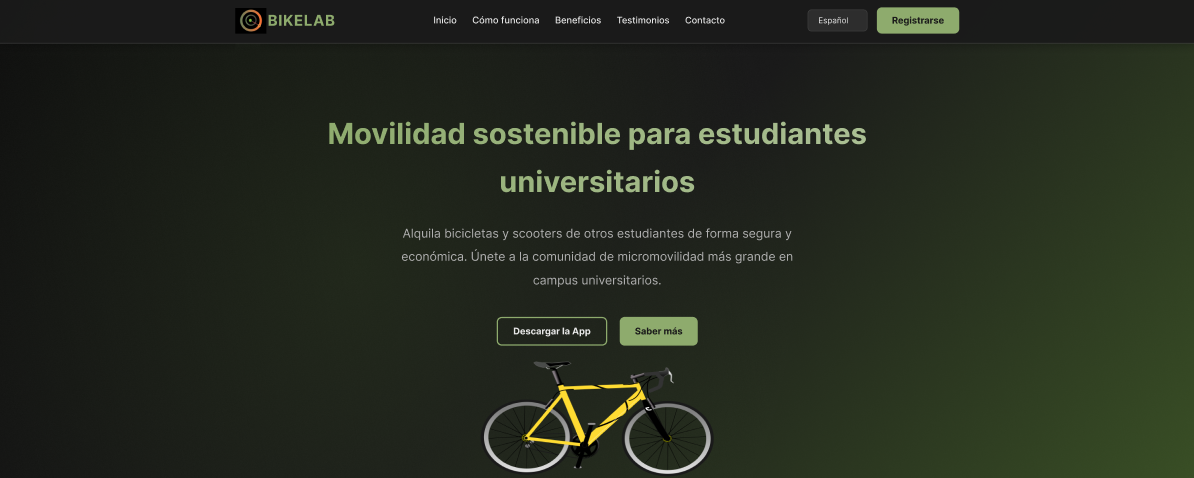 BIKELAB
Inicio Cómo funciona Beneficios Testimonios Contacto
Español
Registrarse
Movilidad sostenible para estudiantes
universitarios
Alquila bicicletas y scooters de otros estudiantes de forma segura y
económica. Únete a la comunidad de micromovilidad más grande en
campus universitarios.
Descargar la App
Saber más